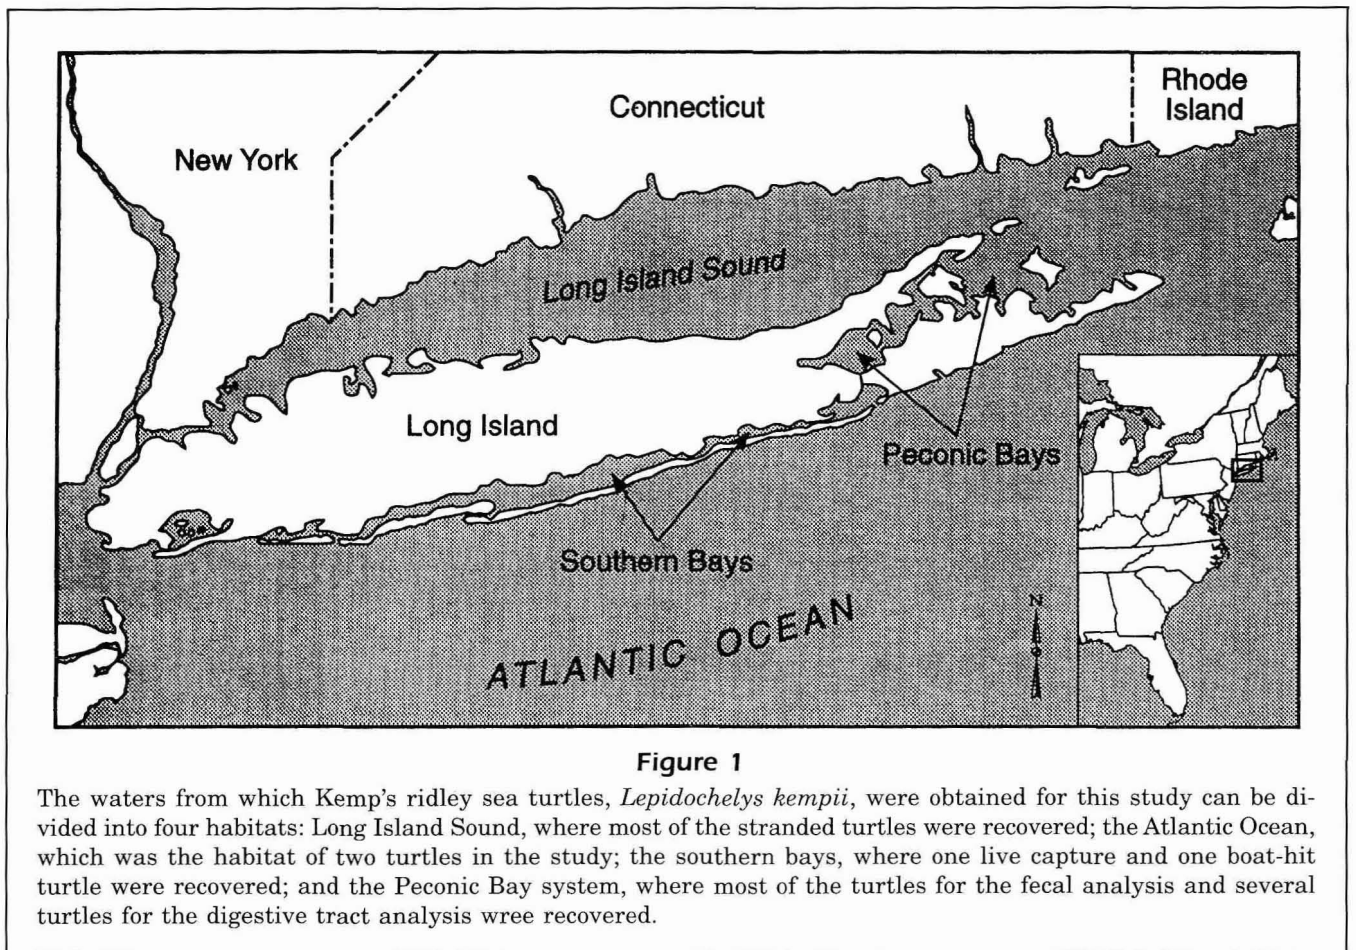 Rhode
Island
Connecticut
New York
Long Island Sound
Long Island
Peconic Bays
Southern Bays
ATLANTIC OCEAN
N
Figure 1
The waters from which Kemp's ridley sea turtles, Lepidochelys kempii, were obtained for this study can be di-
vided into four habitats: Long Island Sound, where most of the stranded turtles were recovered; the Atlantic Ocean,
which was the habitat of two turtles in the study; the southern bays, where one live capture and one boat-hit
turtle were recovered; and the Peconic Bay system, where most of the turtles for the fecal analysis and several
turtles for the digestive tract analysis wree recovered.